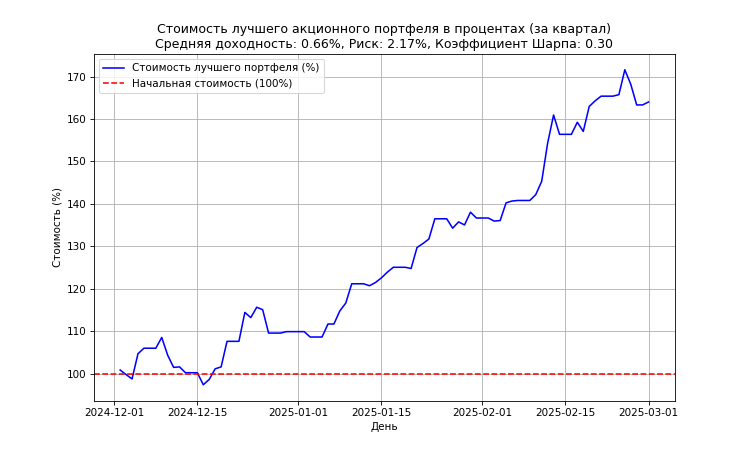 Стоимость лучшего акционного портфеля в процентах (за квартал)
Средняя доходность: 0.66%, Риск: 2.17%, Коэффициент Шарпа: 0.30
Стоимость лучшего портфеля (%)
Начальная стоимость (100%)
Стоимость (%)
170
160
150
140
130
120
110
100
2024-12-01 2024-12-15 2025-01-01 2025-01-15 2025-02-01 2025-02-15 2025-03-01
День